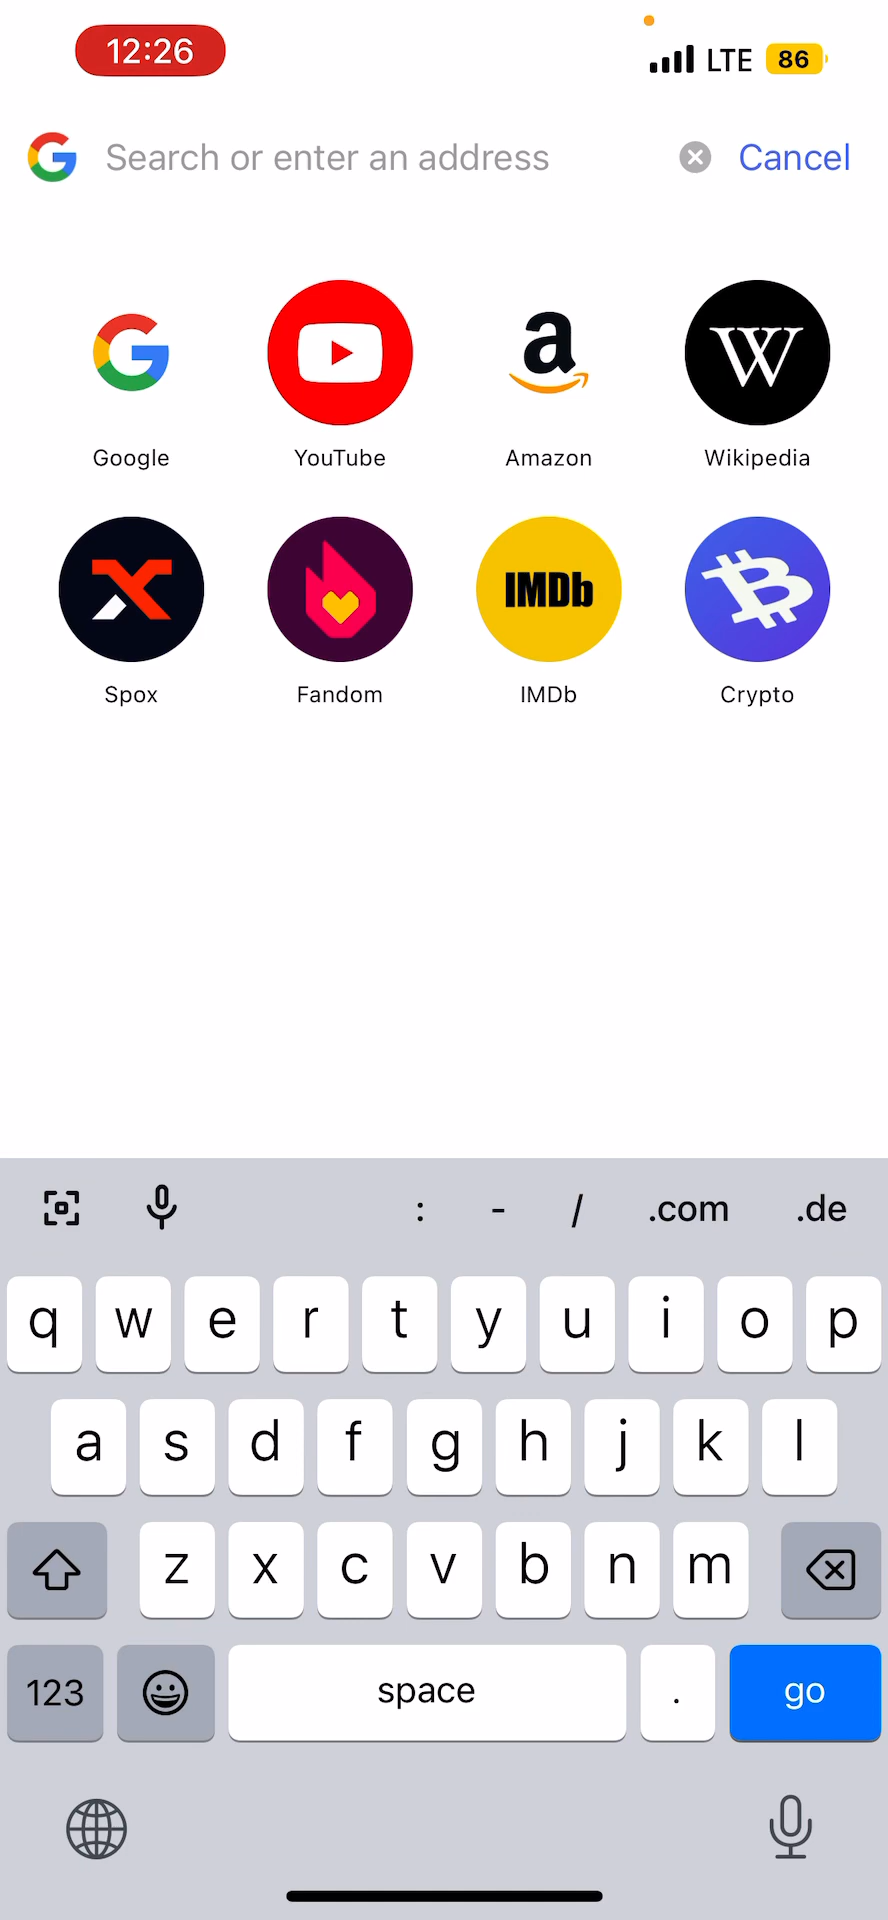 12:26
LTE 86
Search or enter an address Cancel
a W
Google YouTube Amazon Wikipedia
IMDb
Spox Fandom IMDb Crypto
: - / .com .de
q w e r t y u i o p
a s d f g h j k l
z x c v b n m
123 space . go